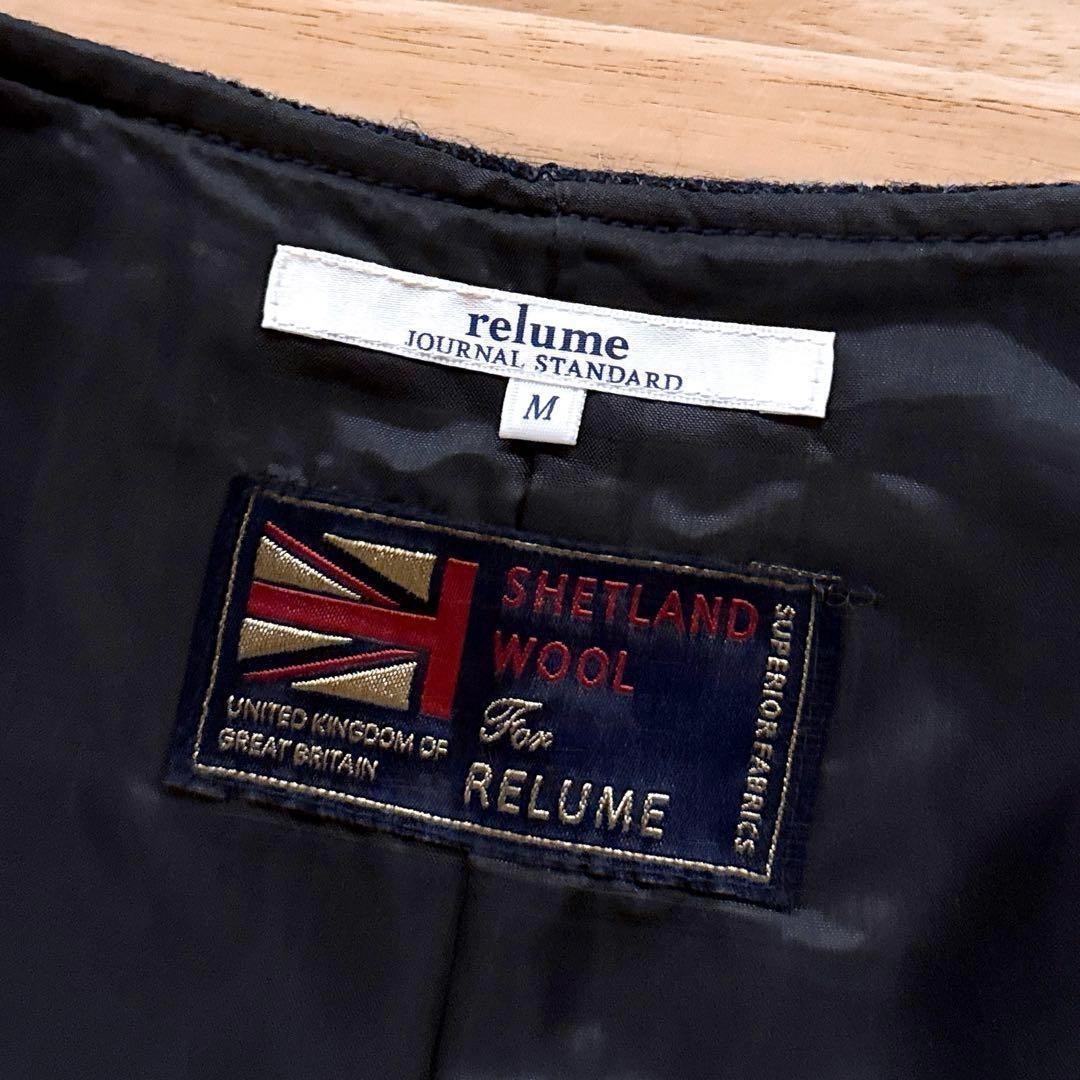 relume
JOURNAL STANDARD
M
SHETLAND
WOOL
For
RELUME
UNITED KINGDOM OF
GREAT BRITAIN
SUPERIOR FABRICS